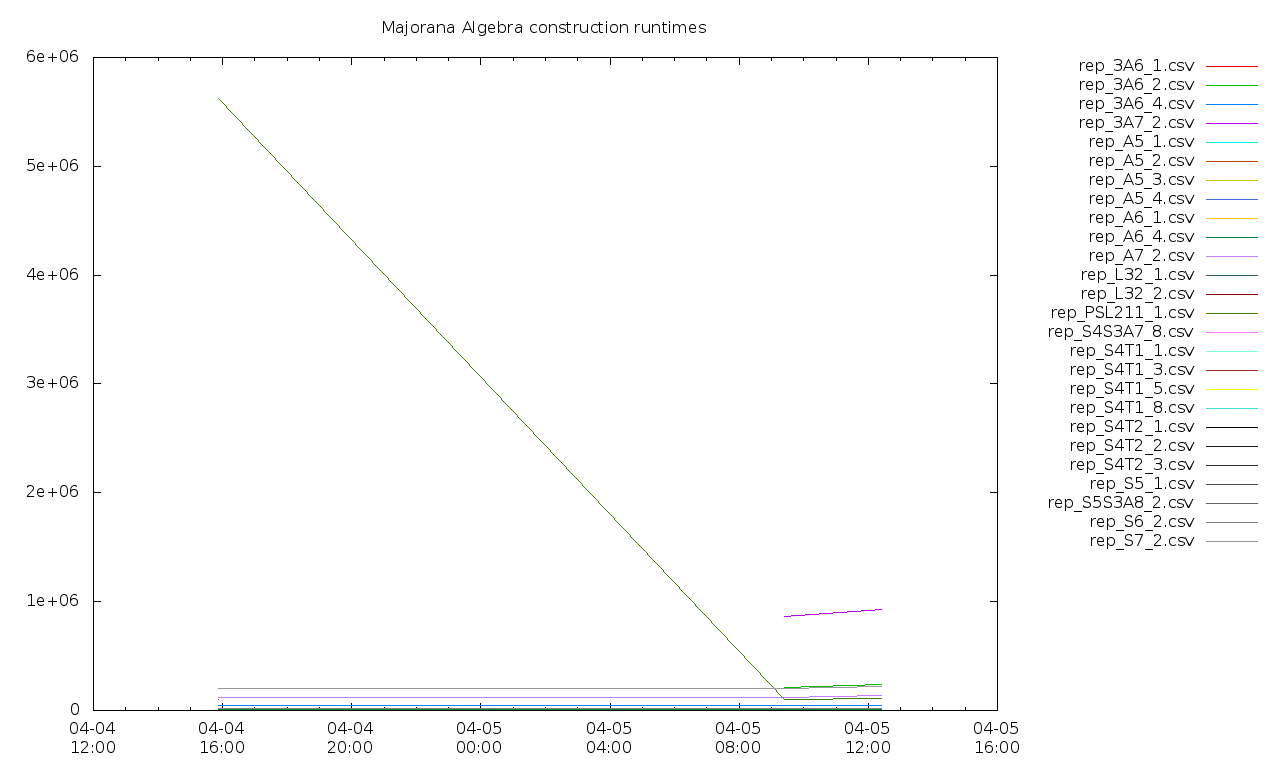 Majorana Algebra construction runtimes
6e+06
5e+06
4e+06
3e+06
2e+06
1e+06
0
04-04 12:00
04-04 16:00
04-04 20:00
04-05 00:00
04-05 04:00
04-05 08:00
04-05 12:00
04-05 16:00
rep_3A6_1.csv
rep_3A6_2.csv
rep_3A6_4.csv
rep_3A7_2.csv
rep_A5_1.csv
rep_A5_2.csv
rep_A5_3.csv
rep_A5_4.csv
rep_A6_1.csv
rep_A6_4.csv
rep_A7_2.csv
rep_L32_1.csv
rep_L32_2.csv
rep_PSL211_1.csv
rep_S4S3A7_8.csv
rep_S4T1_1.csv
rep_S4T1_3.csv
rep_S4T1_5.csv
rep_S4T1_8.csv
rep_S4T2_1.csv
rep_S4T2_2.csv
rep_S4T2_3.csv
rep_S5_1.csv
rep_S5S3A8_2.csv
rep_S6_2.csv
rep_S7_2.csv